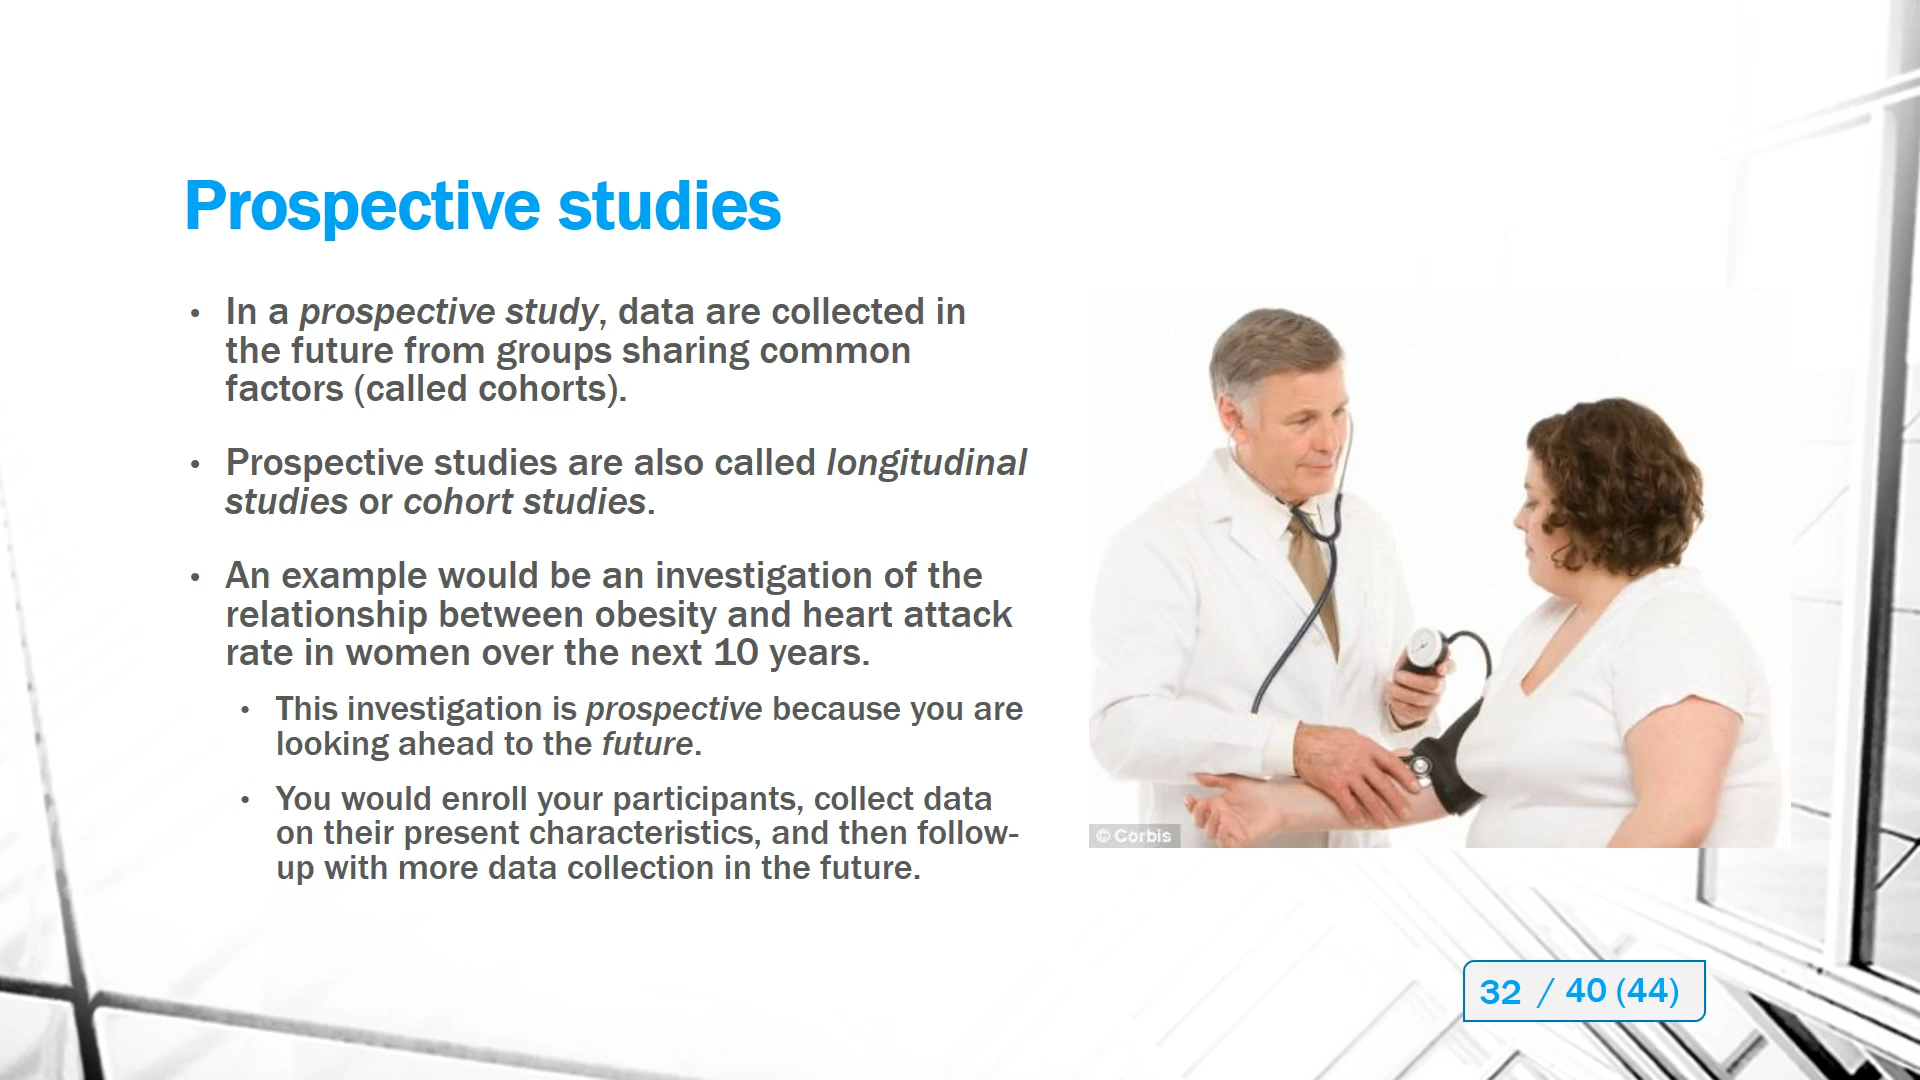 Prospective studies
• In a prospective study, data are collected in
the future from groups sharing common
factors (called cohorts).
• Prospective studies are also called longitudinal
studies or cohort studies.
• An example would be an investigation of the
relationship between obesity and heart attack
rate in women over the next 10 years.
• This investigation is prospective because you are
looking ahead to the future.
• You would enroll your participants, collect data
on their present characteristics, and then follow-
up with more data collection in the future.
© Corbis
32 / 40 (44)